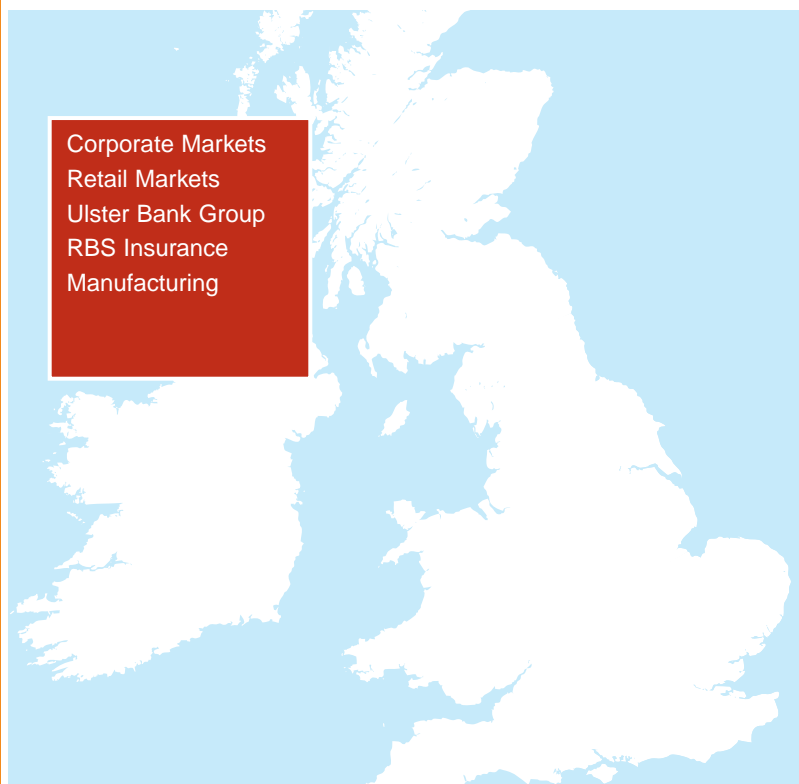 Corporate Markets
Retail Markets
Ulster Bank Group
RBS Insurance
Manufacturing